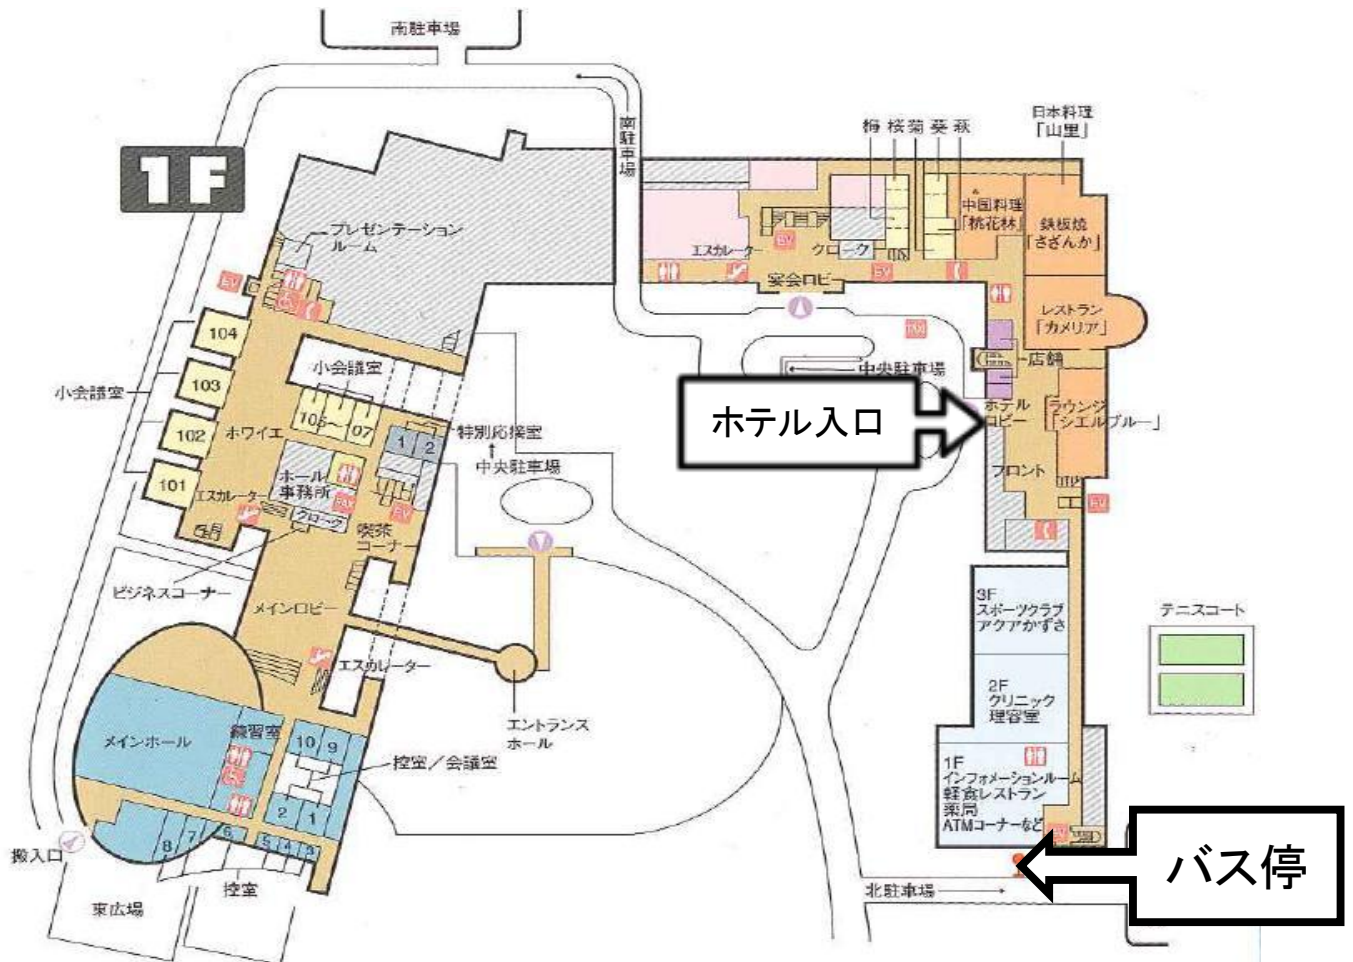 南駐車場
1F
南駐車場
梅 桜 菊 葵 萩
日本料理
「山里」
プレゼンテーション
ルーム
中国料理
「桃花林」
鉄板焼
「さざんか」
エスカレーター
EV
クローク
EV
宴会ロビー
EV
レストラン
「カメリア」
104
103
102
101
小会議室
小会議室
105~107
ホワイエ
1 2
特別応接室
中央駐車場
中央駐車場
店舗
ホテル入口
ホテル
ロビー
ラウンジ
「シエルブルー」
フロント
EV
ホール
事務所
FAX
クローク
EV
エスカレーター
喫茶
コーナー
ビジネスコーナー
メインロビー
エスカレーター
エントランス
ホール
3F
スポーツクラブ
アクアかずさ
テニスコート
2F
クリニック
理容室
メインホール
練習室
10 9
控室/会議室
2 1
1F
インフォメーションルーム
軽食レストラン
薬局
ATMコーナーなど
EV
バス停
8 7 6 5 4 3
搬入口
控室
東広場
北駐車場